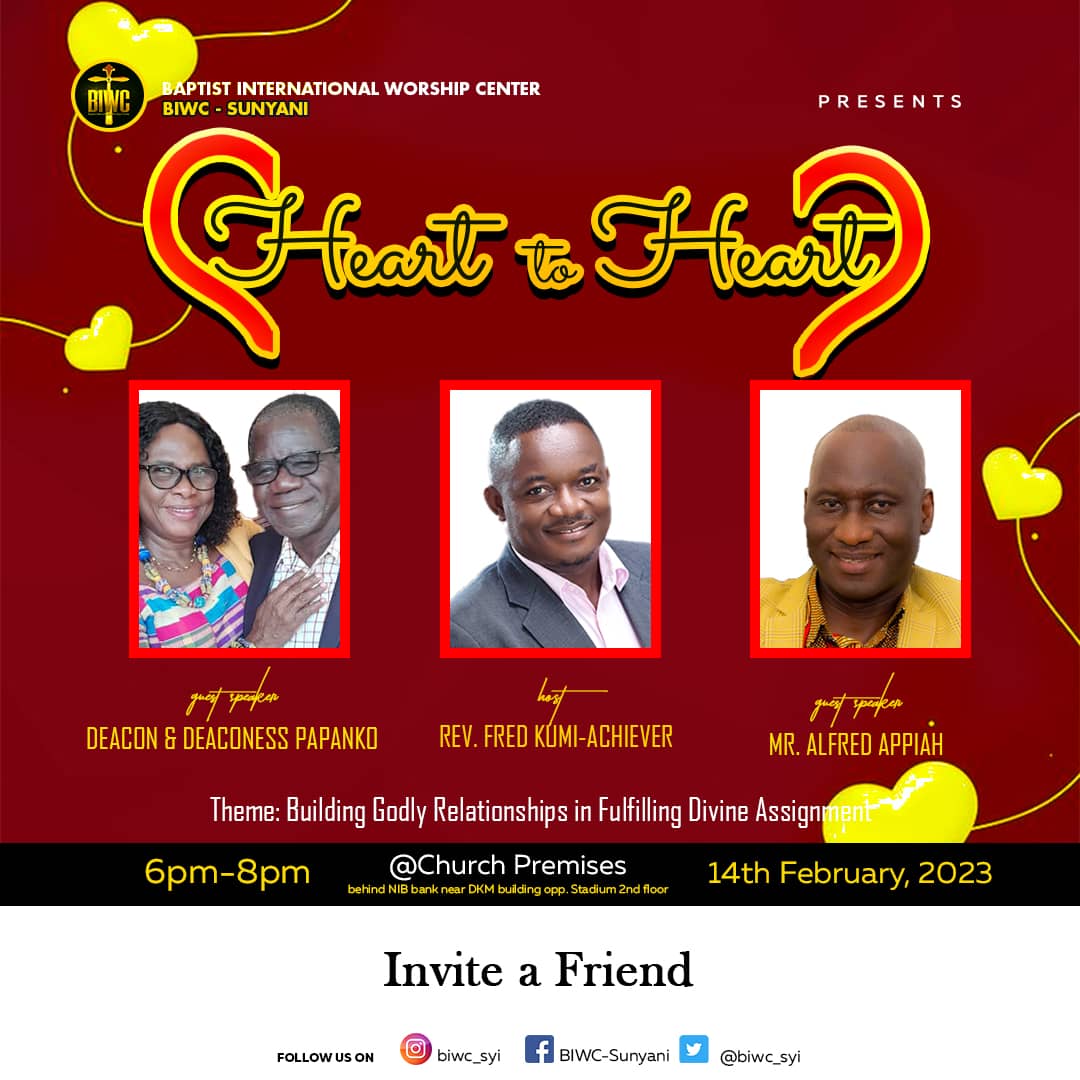 BIWC
BAPTIST INTERNATIONAL WORSHIP CENTER
BIWC - SUNYANI
PRESENTS
Heart to Heart
guest speaker
DEACON & DEACONESS PAPANKO
host
REV. FRED KUMI-ACHIEVER
guest speaker
MR. ALFRED APPIAH
Theme: Building Godly Relationships in Fulfilling Divine Assignment
6pm-8pm
@Church Premises
behind NIB bank near DKM building opp. Stadium 2nd floor
14th February, 2023
Invite a Friend
FOLLOW US ON
biwc_syi
BIWC-Sunyani
@biwc_syi